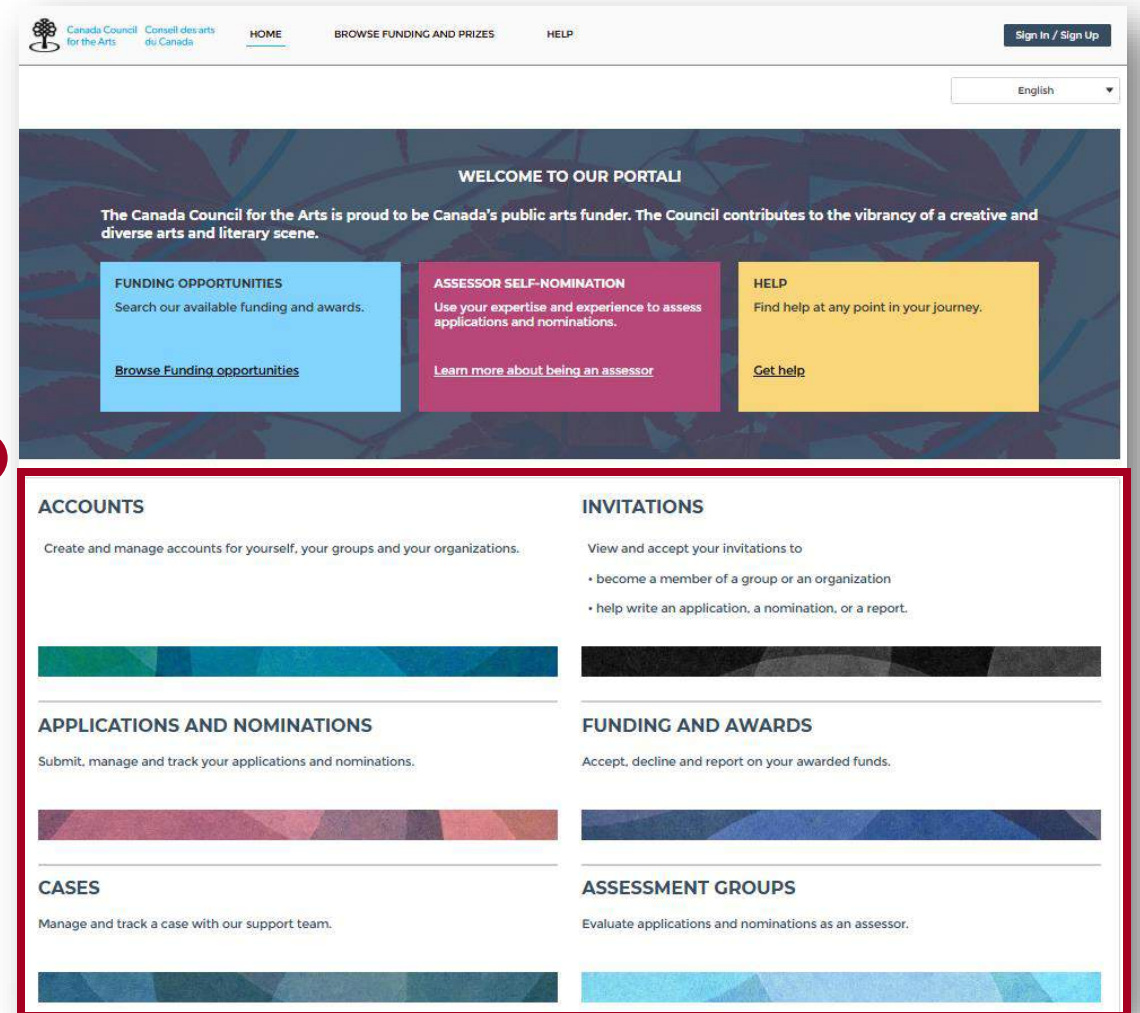 Canada Council Conseil des arts
for the Arts du Canada
HOME
BROWSE FUNDING AND PRIZES
HELP
Sign In / Sign Up
English
WELCOME TO OUR PORTAL!
The Canada Council for the Arts is proud to be Canada's public arts funder. The Council contributes to the vibrancy of a creative and
diverse arts and literary scene.
FUNDING OPPORTUNITIES
Search our available funding and awards.
Browse Funding opportunities
ASSESSOR SELF-NOMINATION
Use your expertise and experience to assess
applications and nominations.
Learn more about being an assessor
HELP
Find help at any point in your journey.
Get help
ACCOUNTS
Create and manage accounts for yourself, your groups and your organizations.
INVITATIONS
View and accept your invitations to
• become a member of a group or an organization
• help write an application, a nomination, or a report.
APPLICATIONS AND NOMINATIONS
Submit, manage and track your applications and nominations.
FUNDING AND AWARDS
Accept, decline and report on your awarded funds.
CASES
Manage and track a case with our support team.
ASSESSMENT GROUPS
Evaluate applications and nominations as an assessor.